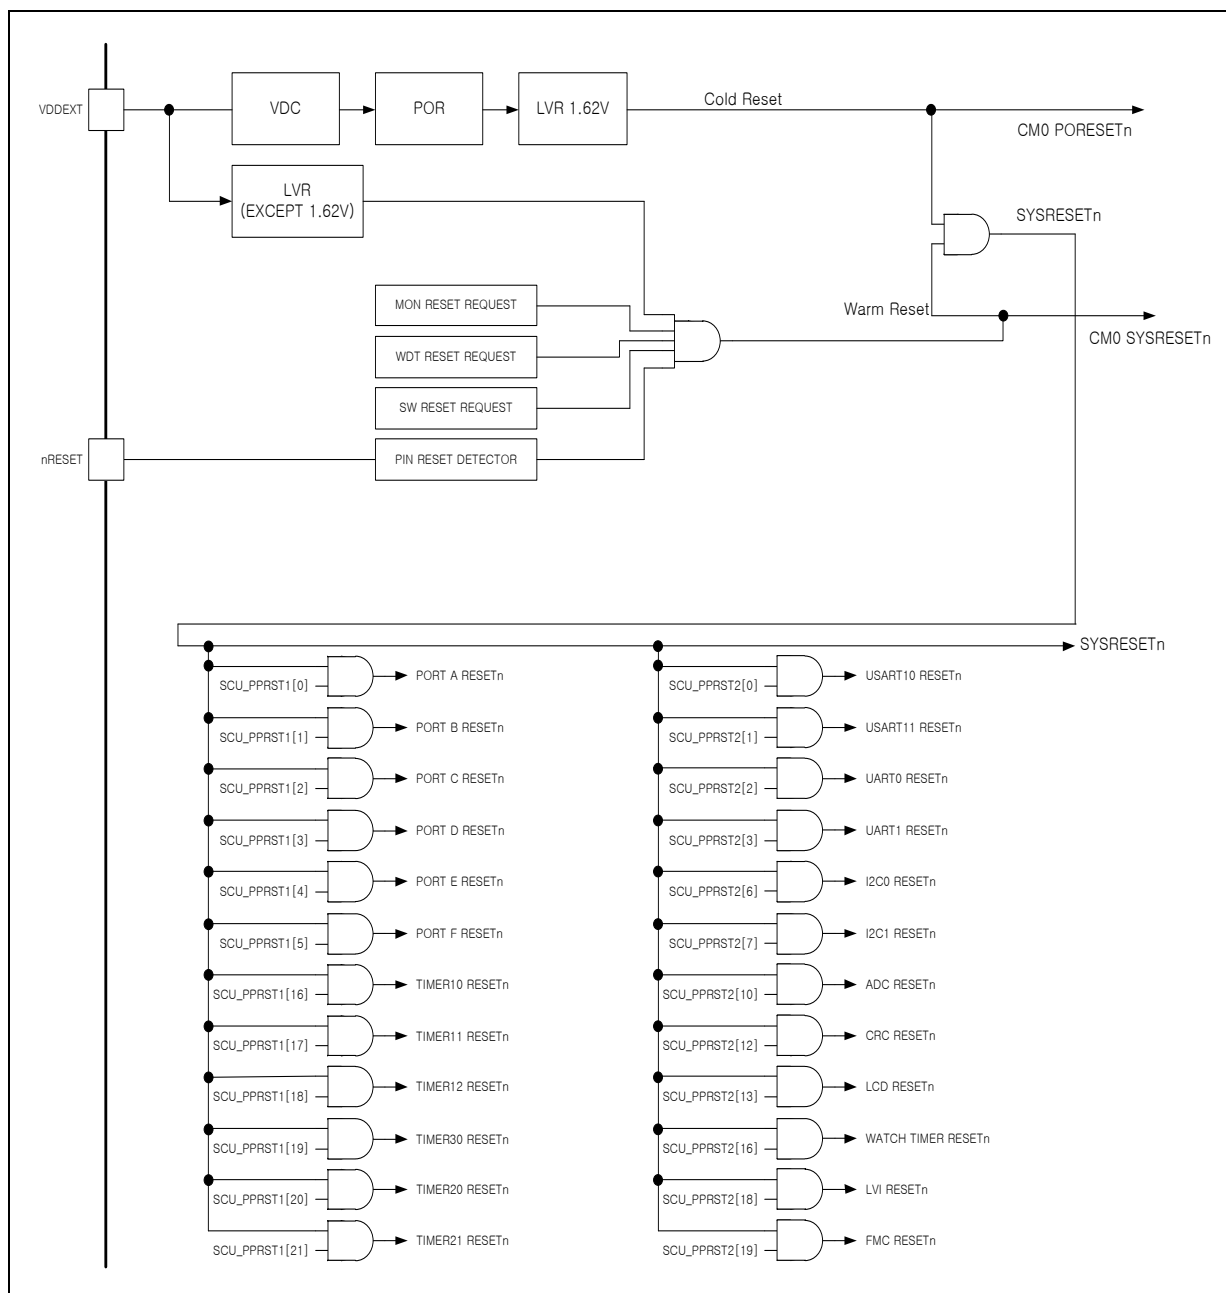 VDDEXT
VDC
POR
LVR 1.62V
Cold Reset
CM0 PORESETn
LVR
(EXCEPT 1.62V)
SYSRESETn
MON RESET REQUEST
Warm Reset
CM0 SYSRESETn
WDT RESET REQUEST
SW RESET REQUEST
nRESET
PIN RESET DETECTOR
SYSRESETn
SCU_PPRST1[0]
PORT A RESETn
SCU_PPRST2[0]
USART10 RESETn
SCU_PPRST1[1]
PORT B RESETn
SCU_PPRST2[1]
USART11 RESETn
SCU_PPRST1[2]
PORT C RESETn
SCU_PPRST2[2]
UART0 RESETn
SCU_PPRST1[3]
PORT D RESETn
SCU_PPRST2[3]
UART1 RESETn
SCU_PPRST1[4]
PORT E RESETn
SCU_PPRST2[6]
I2C0 RESETn
SCU_PPRST1[5]
PORT F RESETn
SCU_PPRST2[7]
I2C1 RESETn
SCU_PPRST1[16]
TIMER10 RESETn
SCU_PPRST2[10]
ADC RESETn
SCU_PPRST1[17]
TIMER11 RESETn
SCU_PPRST2[12]
CRC RESETn
SCU_PPRST1[18]
TIMER12 RESETn
SCU_PPRST2[13]
LCD RESETn
SCU_PPRST1[19]
TIMER30 RESETn
SCU_PPRST2[16]
WATCH TIMER RESETn
SCU_PPRST1[20]
TIMER20 RESETn
SCU_PPRST2[18]
LVI RESETn
SCU_PPRST1[21]
TIMER21 RESETn
SCU_PPRST2[19]
FMC RESETn